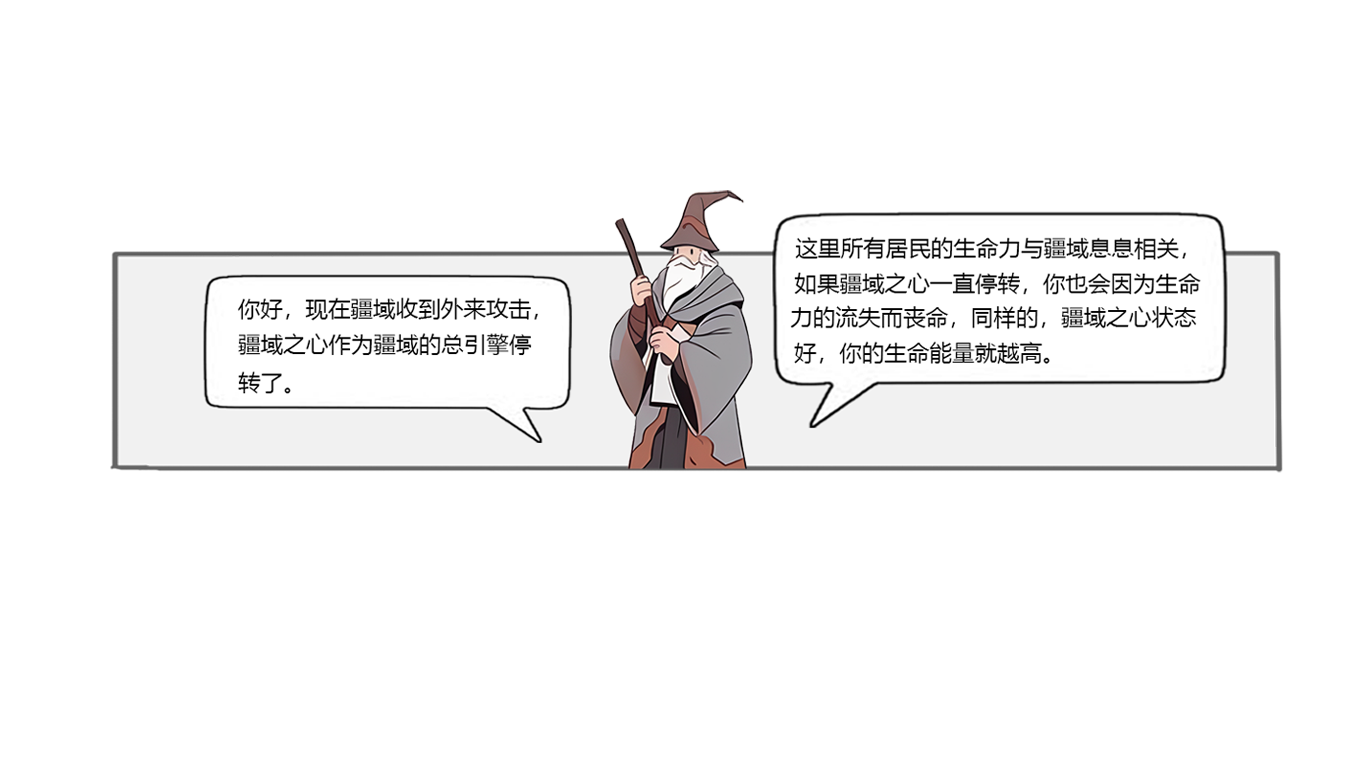 你好，现在疆域收到外来攻击，
疆域之心作为疆域的总引擎停
转了。
这里所有居民的生命力与疆域息息相关，
如果疆域之心一直停转，你也会因为生命
力的流失而丧命，同样的，疆域之心状态
好，你的生命能量就越高。